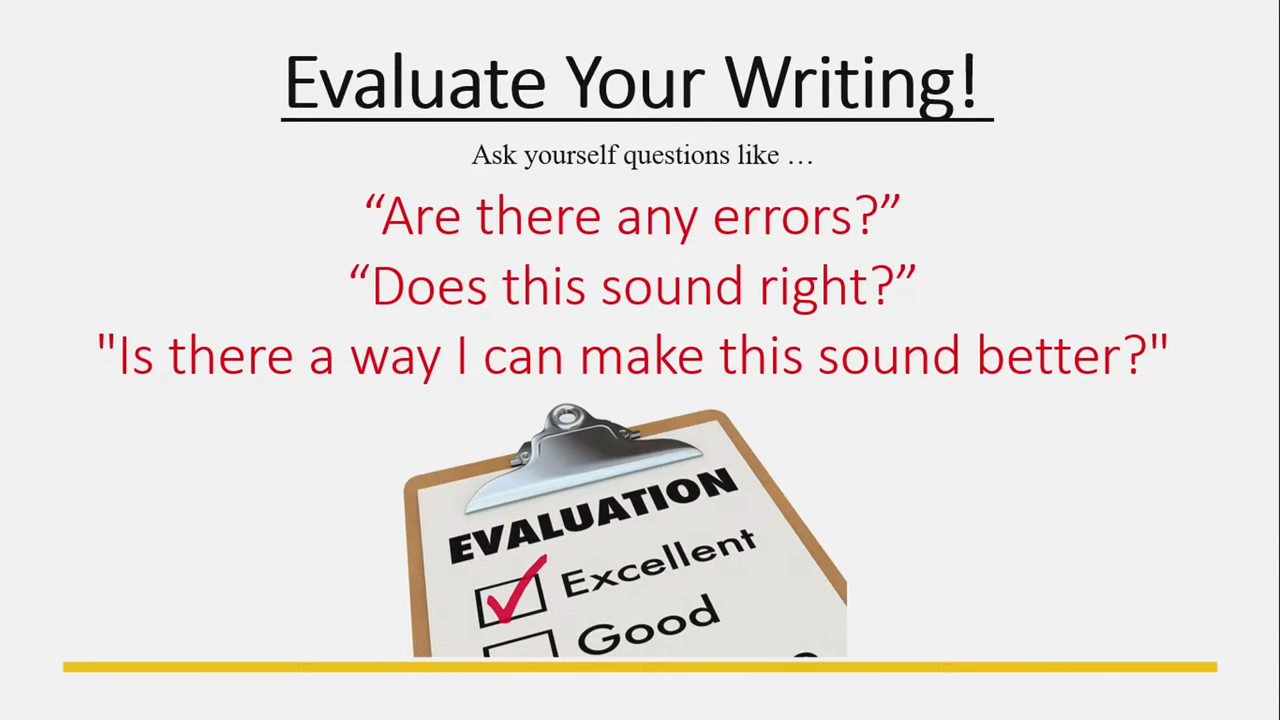 Evaluate Your Writing!
Ask yourself questions like …
“Are there any errors?”
“Does this sound right?”
"Is there a way I can make this sound better?"
EVALUATION
Excellent
Good